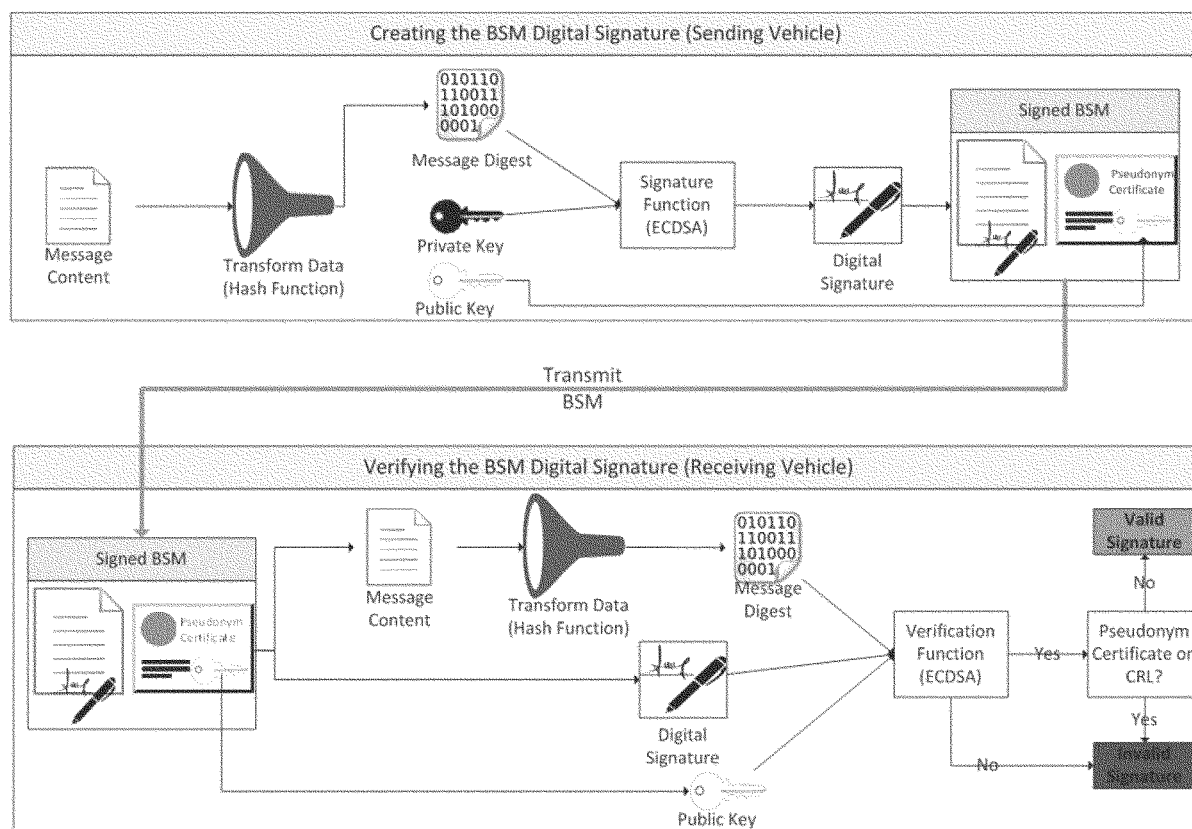 Creating the BSM Digital Signature (Sending Vehicle)
010110
110011
101000
0001
Message Digest
Message
Content
Transform Data
(Hash Function)
Private Key
Public Key
Signature
Function
(ECDSA)
Digital
Signature
Signed BSM
Pseudonym
Certificate
Transmit
BSM
Verifying the BSM Digital Signature (Receiving Vehicle)
Signed BSM
Pseudonym
Certificate
Message
Content
Transform Data
(Hash Function)
010110
110011
101000
0001
Message
Digest
Digital
Signature
Public Key
Verification
Function
(ECDSA)
Yes
No
Pseudonym
Certificate on
CRL?
No
Valid
Signature
Yes
Invalid
Signature